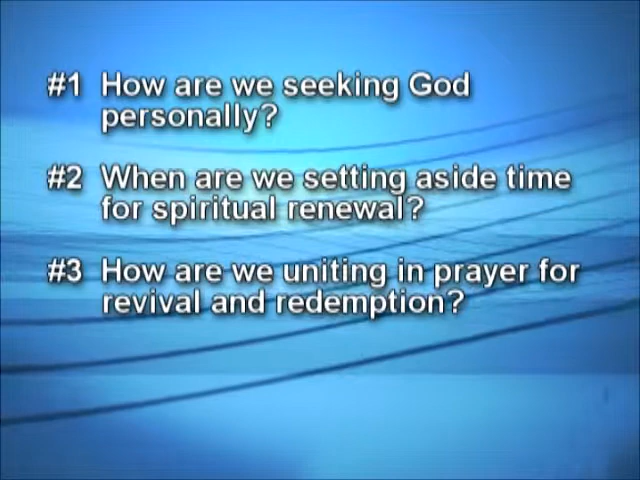 #1 How are we seeking God
personally?
#2 When are we setting aside time
for spiritual renewal?
#3 How are we uniting in prayer for
revival and redemption?